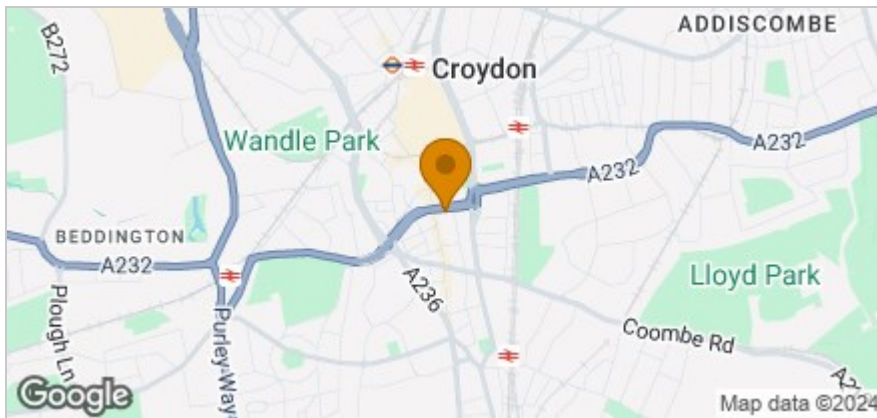 B272
ADDISCOMBE
Croydon
Wandle Park
A232
A232
BEDDINGTON
A232
Lloyd Park
A236
Plough Ln
Purley Way
Coombe Rd
A2
Google
Map data ©2024